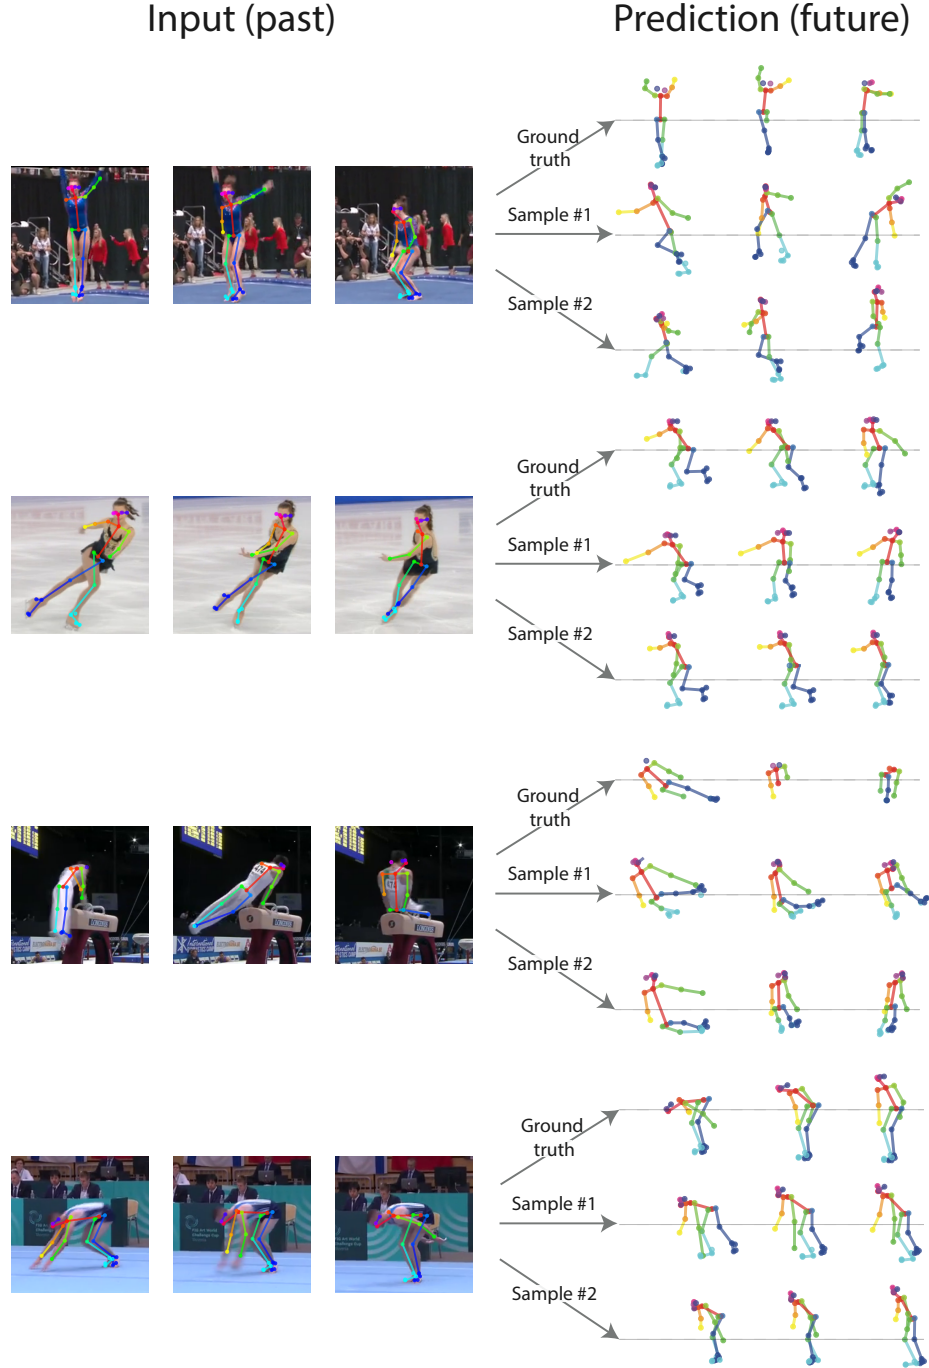 Input (past)
Prediction (future)
Ground
truth
Sample #1
Sample #2
Ground
truth
Sample #1
Sample #2
Ground
truth
Sample #1
Sample #2
Ground
truth
Sample #1
Sample #2